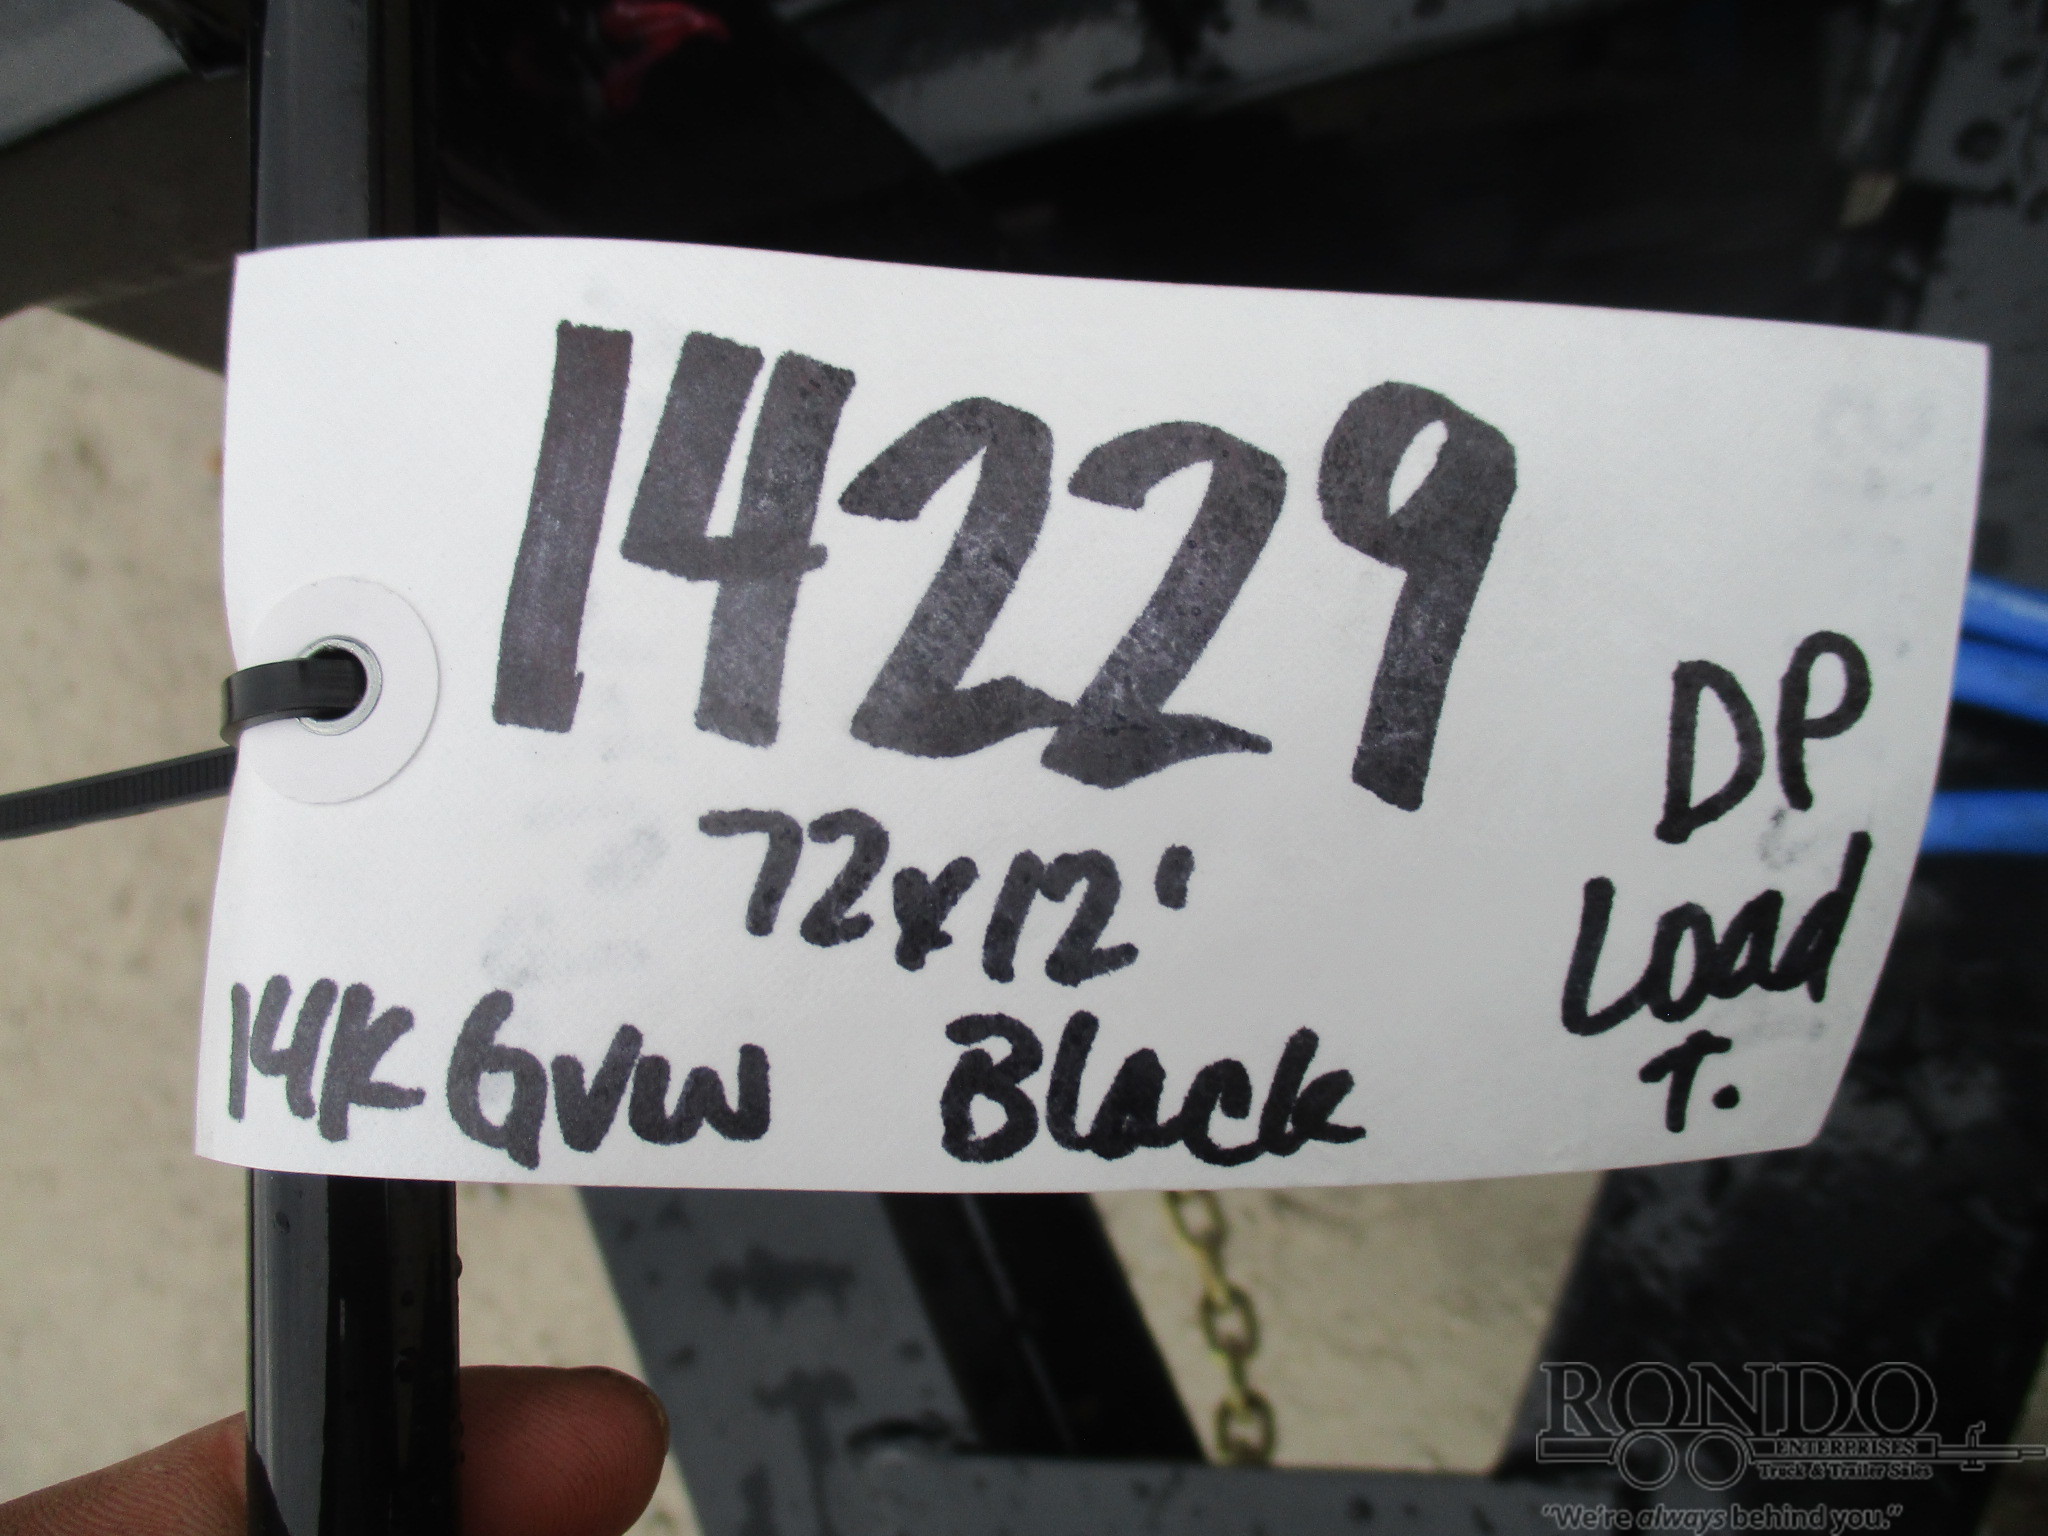 14229
72x12'
14K GVW Black
DP
Load
T.
RONDO
ENTERPRISES
Truck & Trailer Sales
"We're always behind you."